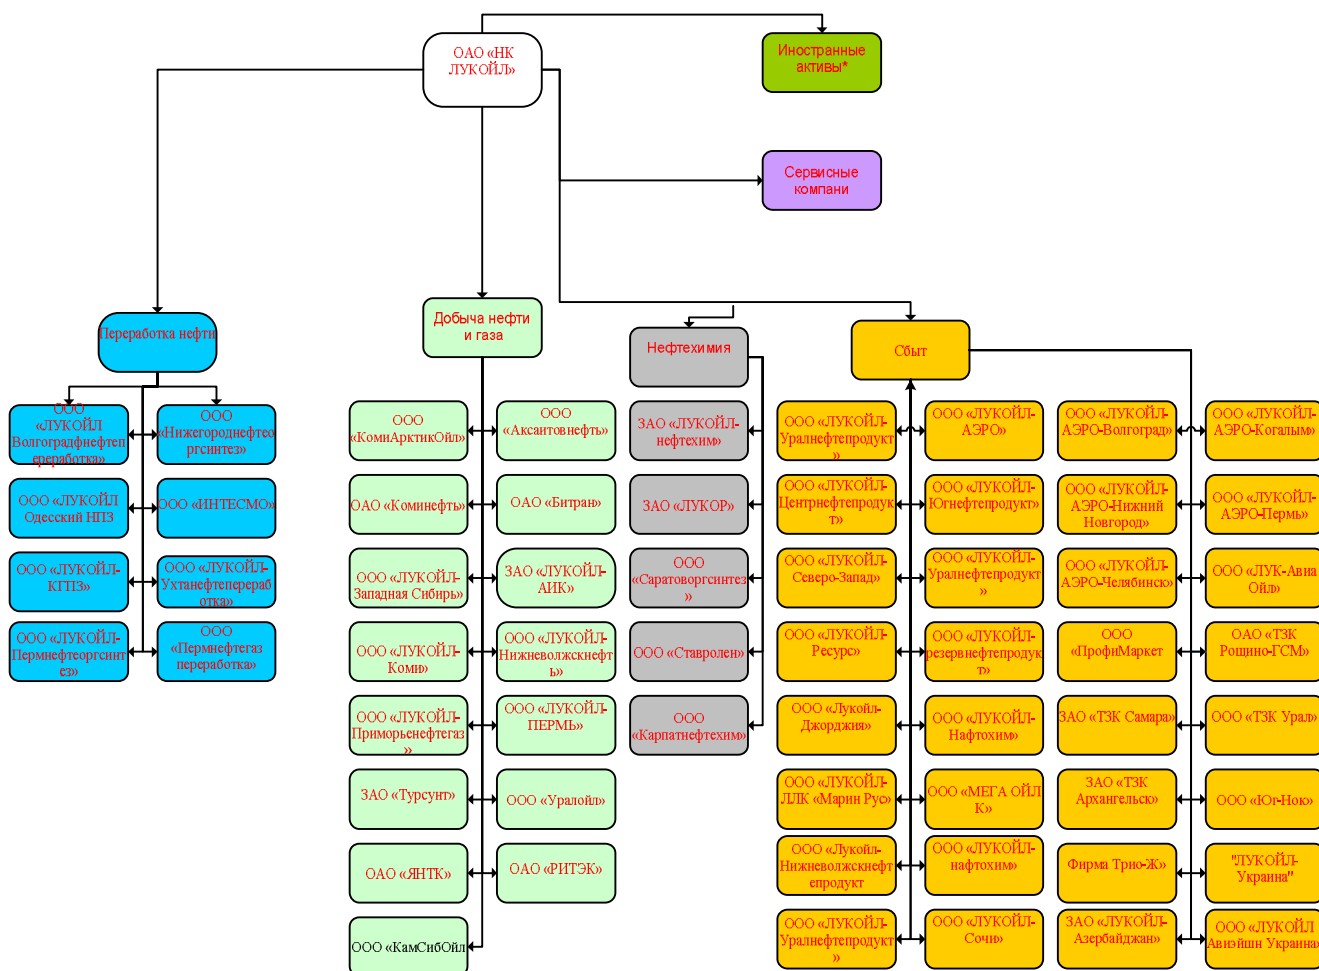 ОАО «НК
ЛУКОЙЛ»
Иностранные
активы*
Сервисные
компани
Переработка нефти
Добыча нефти
и газа
Нефтехимия
Сбыт
ООО
«ЛУКОЙЛ
Волгограднефтеп
ереработка»
ООО
«Нижегороднефтео
ргсинтез»
ООО «ЛУКОЙЛ
Одесский НПЗ
ООО «ИНТЕСМО»
ООО «ЛУКОЙЛ-
КГПЗ»
ООО «ЛУКОЙЛ-
Ухтанефтеперера
ботка»
ООО «ЛУКОЙЛ-
Пермнефтеоргсинт
ез»
ООО
«Пермнефтегаз
переработка»
ООО
«КомиАрктикОйл»
ООО
«Аксаитовнефть»
ОАО «Коминефть»
ОАО «Битран»
ООО «ЛУКОЙЛ-
Западная Сибирь»
ЗАО «ЛУКОЙЛ-
АИК»
ООО «ЛУКОЙЛ-
Коми»
ООО «ЛУКОЙЛ-
Нижневолжскнефт
ь»
ООО «ЛУКОЙЛ-
Приморьенефтегаз
»
ООО «ЛУКОЙЛ-
ПЕРМЬ»
ЗАО «Турсунт»
ООО «Уралойл»
ОАО «ЯНТК»
ОАО «РИТЭК»
ООО «КамСибОйл
ЗАО «ЛУКОЙЛ-
нефтехим»
ЗАО «ЛУКОР»
ООО
«Саратоворгсинтез
»
ООО «Ставролен»
ООО
«Карпатнефтехим»
ООО «ЛУКОЙЛ-
Уралнефтепродукт
»
ООО «ЛУКОЙЛ-
АЭРО»
ООО «ЛУКОЙЛ-
АЭРО-Волгоград»
ООО «ЛУКОЙЛ-
АЭРО-Когалым»
ООО «ЛУКОЙЛ-
Центрнефтепродук
т»
ООО «ЛУКОЙЛ-
Югнефтепродукт»
ООО «ЛУКОЙЛ-
АЭРО-Нижний
Новгород»
ООО «ЛУКОЙЛ-
АЭРО-Пермь»
ООО «ЛУКОЙЛ-
Северо-Запад»
ООО «ЛУКОЙЛ-
Уралнефтепродукт
»
ООО «ЛУКОЙЛ-
АЭРО-Челябинск»
ООО «ЛУК-Авиа
Ойл»
ООО «ЛУКОЙЛ-
Ресурс»
ООО «ЛУКОЙЛ-
резервнефтепродук
т»
ООО
«ПрофиМаркет
ОАО «ТЗК
Рощино-ГСМ»
ООО «Лукойл-
Джорджия»
ООО «ЛУКОЙЛ-
Нафтохим»
ЗАО «ТЗК Самара»
ООО «ТЗК Урал»
ООО «ЛУКОЙЛ-
ЛЛК «Марин Рус»
ООО «МЕГА ОЙЛ
К»
ЗАО «ТЗК
Архангельск»
ООО «Юг-Нок»
ООО «Лукойл-
Нижневолжскнефт
епродукт
ООО «ЛУКОЙЛ-
нафтохим»
Фирма Трио-Ж»
"ЛУКОЙЛ-
Украина"
ООО «ЛУКОЙЛ-
Уралнефтепродукт
»
ООО «ЛУКОЙЛ-
Сочи»
ЗАО «ЛУКОЙЛ-
Азербайджан»
ООО «ЛУКОЙЛ
Авиэйшн Украина»